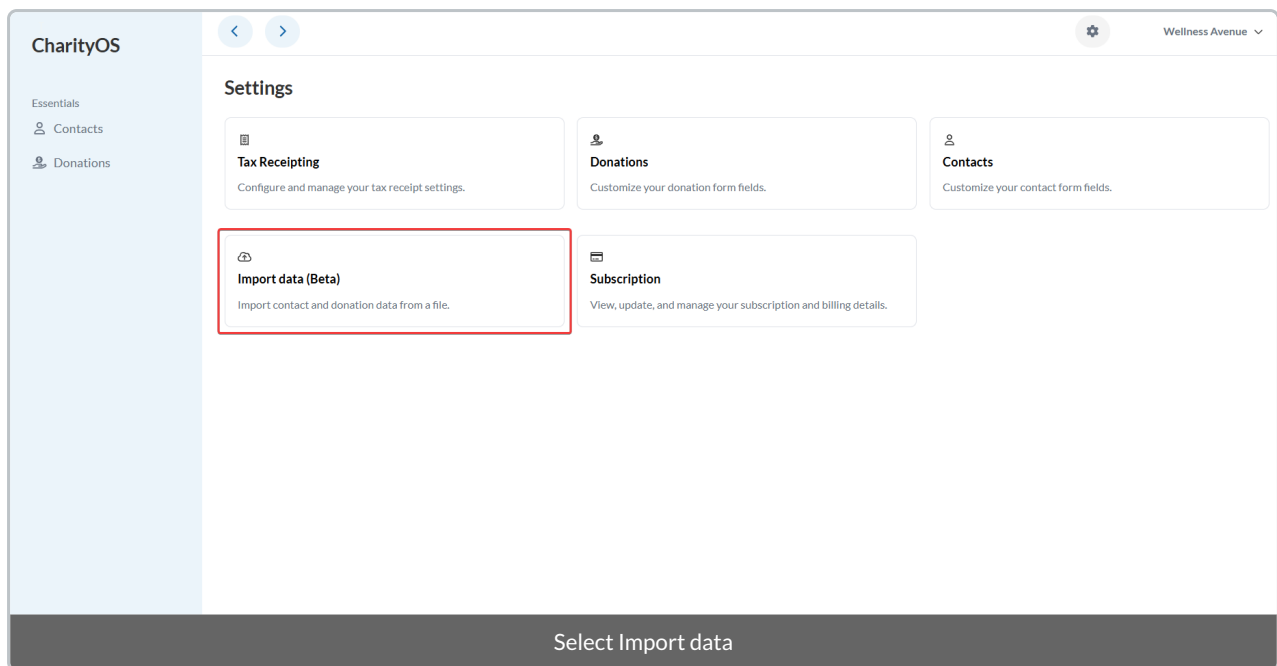 CharityOS
Wellness Avenue
Essentials
Contacts
Donations
Settings
Tax Receipting
Configure and manage your tax receipt settings.
Donations
Customize your donation form fields.
Contacts
Customize your contact form fields.
Import data (Beta)
Import contact and donation data from a file.
Subscription
View, update, and manage your subscription and billing details.
Select Import data